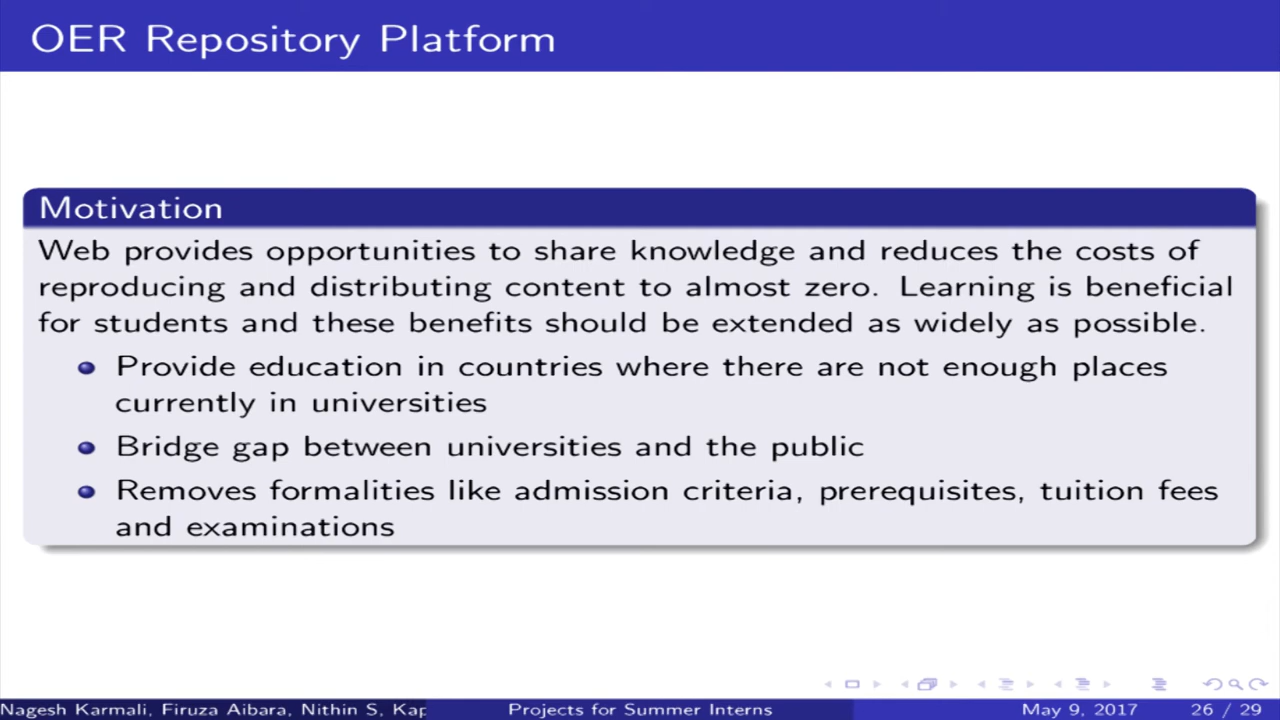 OER Repository Platform
Motivation
Web provides opportunities to share knowledge and reduces the costs of
reproducing and distributing content to almost zero. Learning is beneficial
for students and these benefits should be extended as widely as possible.
Provide education in countries where there are not enough places
currently in universities
Bridge gap between universities and the public
Removes formalities like admission criteria, prerequisites, tuition fees
and examinations
Nagesh Karmali, Firuza Aibara, Nithin S, Kap
Projects for Summer Interns
May 9, 2017
26 / 29